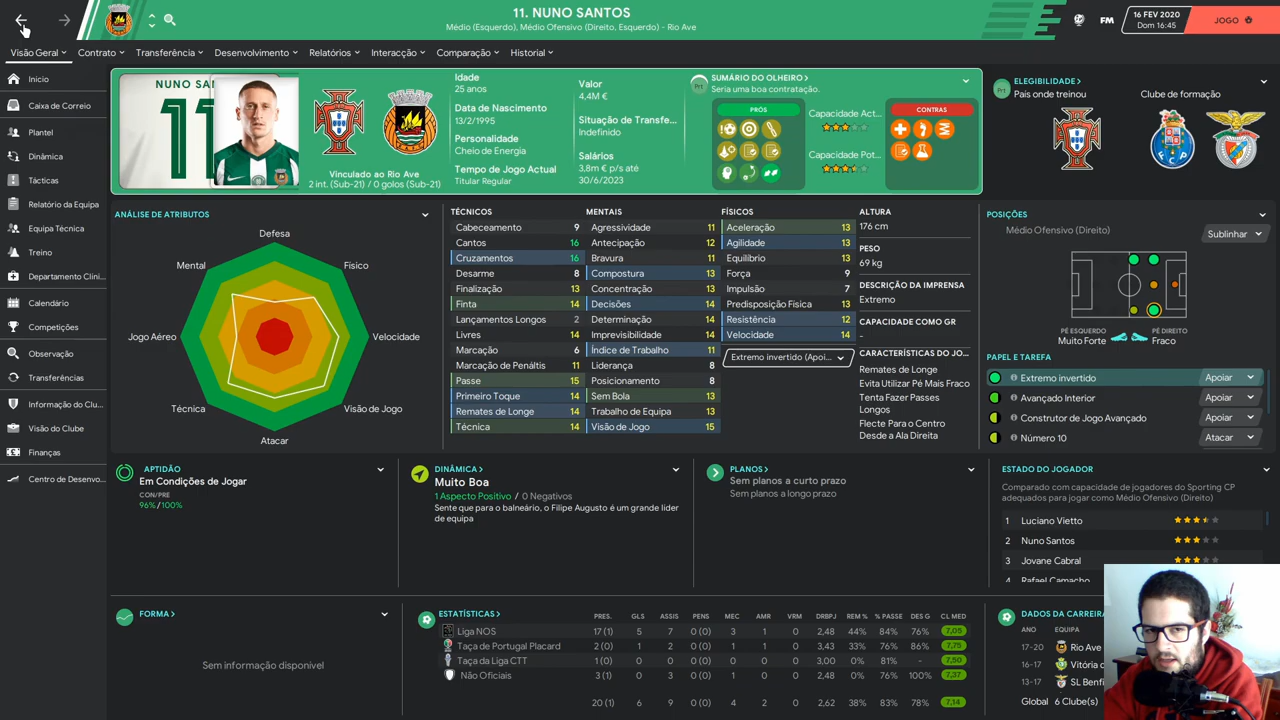 11. NUNO SANTOS
Médio (Esquerdo), Médio Ofensivo (Direito, Esquerdo) - Rio Ave
FM
16 FEV 2020
Dom 16:45
JOGO
Visão Geral
Contrato
Transferência
Desenvolvimento
Relatórios
Interacção
Comparação
Historial
Inicio
Caixa de Correio
Plantel
Dinâmica
Tácticas
Relatório da Equipa
Equipa Técnica
Treino
Departamento Clini...
Calendário
Competições
Observação
Transferências
Informação do Clu...
Visão do Clube
Finanças
Centro de Desenvo...
NUNO SAN
11
Vinculado ao Rio Ave
2 int. (Sub-21) / 0 golos (Sub-21)
Idade
25 anos
Data de Nascimento
13/2/1995
Personalidade
Cheio de Energia
Tempo de Jogo Actual
Titular Regular
Valor
4,4M €
Situação de Transfe...
Indefinido
Salários
3,8m € p/s até
30/6/2023
Prt
SUMÁRIO DO OLHEIRO
Seria uma boa contratação.
PRÓS
Capacidade Act...
Capacidade Pot...
CONTRAS
Prt
ELEGIBILIDADE
País onde treinou
Clube de formação
ANÁLISE DE ATRIBUTOS
Defesa
Físico
Velocidade
Visão de Jogo
Atacar
Técnica
Jogo Aéreo
Mental
TÉCNICOS
Cabeceamento 9
Cantos 16
Cruzamentos 16
Desarme 8
Finalização 13
Finta 14
Lançamentos Longos 2
Livres 14
Marcação 6
Marcação de Penáltis 11
Passe 15
Primeiro Toque 14
Remates de Longe 14
Técnica 14
MENTAIS
Agressividade 11
Antecipação 12
Bravura 11
Compostura 13
Concentração 13
Decisões 14
Determinação 14
Imprevisibilidade 14
Índice de Trabalho 11
Liderança 8
Posicionamento 8
Sem Bola 13
Trabalho de Equipa 13
Visão de Jogo 15
FÍSICOS
Aceleração 13
Agilidade 13
Equilíbrio 13
Força 9
Impulsão 7
Predisposição Física 13
Resistência 12
Velocidade 14
Extremo invertido (Apoi...
ALTURA
176 cm
PESO
69 kg
DESCRIÇÃO DA IMPRENSA
Extremo
CAPACIDADE COMO GR
-
CARACTERÍSTICAS DO JO...
Remates de Longe
Evita Utilizar Pé Mais Fraco
Tenta Fazer Passes
Longos
Flecte Para o Centro
Desde a Ala Direita
POSIÇÕES
Médio Ofensivo (Direito)
Sublinhar
PÉ ESQUERDO
Muito Forte
PÉ DIREITO
Fraco
PAPEL E TAREFA
Extremo invertido Apoiar
Avançado Interior Apoiar
Construtor de Jogo Avançado Apoiar
Número 10 Atacar
APTIDÃO
Em Condições de Jogar
CON/PRE
96%/100%
DINÂMICA
Muito Boa
1 Aspecto Positivo / 0 Negativos
Sente que para o balneário, o Filipe Augusto é um grande líder
de equipa
PLANOS
Sem planos a curto prazo
Sem planos a longo prazo
ESTADO DO JOGADOR
Comparado com capacidade de jogadores do Sporting CP
adequados para jogar como Médio Ofensivo (Direito)
1 Luciano Vietto
2 Nuno Santos
3 Jovane Cabral
4 Rafael Camacho
FORMA
Sem informação disponivel
ESTATÍSTICAS PRES. GLS ASSIS PENS MEC AMR VRM DRBPJ REM % % PASSE DES G CL MED
Liga NOS 17 (1) 5 7 0 (0) 3 1 0 2,48 44% 84% 76% 7,05
Taça de Portugal Placard 2 (0) 1 2 0 (0) 1 1 0 3,43 33% 76% 86% 7,75
Taça da Liga CTT 1 (0) 0 0 0 (0) 0 0 0 3,00 0% 81% - 7,50
Não Oficiais 3 (1) 0 3 0 (0) 0 0 0 2,48 0% 76% 100% 7,37
20 (1) 6 9 0 (0) 4 2 0 2,62 38% 83% 78% 7,14
DADOS DA CARREIRA
ANO EQUIPA
17-20 Rio Ave
16-17 Vitória
13-17 SL Benfi
Global 6 Clube(s)